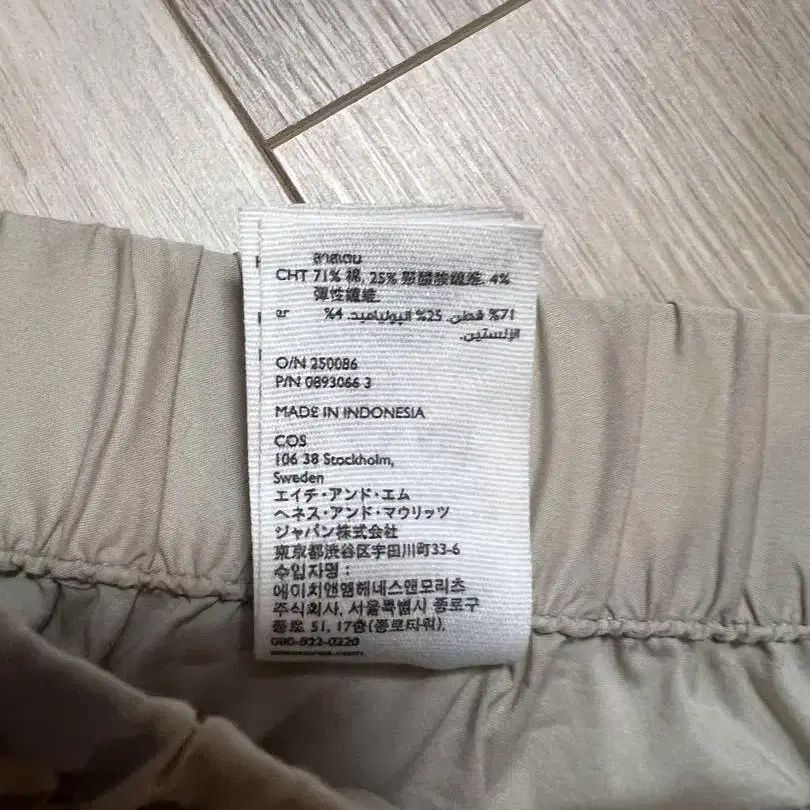 ลาสเตน
CHT 71% 棉, 25% 聚醯胺纖維, 4%
彈性纖維.
ar 71% قطن, 25% البولياميد, 4%
الإلستين.
O/N 250086
P/N 0893066 3
MADE IN INDONESIA
COS
106 38 Stockholm,
Sweden
エイチ・アンド・エム
ヘネス・アンド・マウリッツ
ジャパン株式会社
東京都渋谷区宇田川町33-6
수입자명 :
에이치앤엠헤네스앤모리츠
주식회사, 서울특별시 종로구
종로 51, 17층(종로타워),
080-822-0220